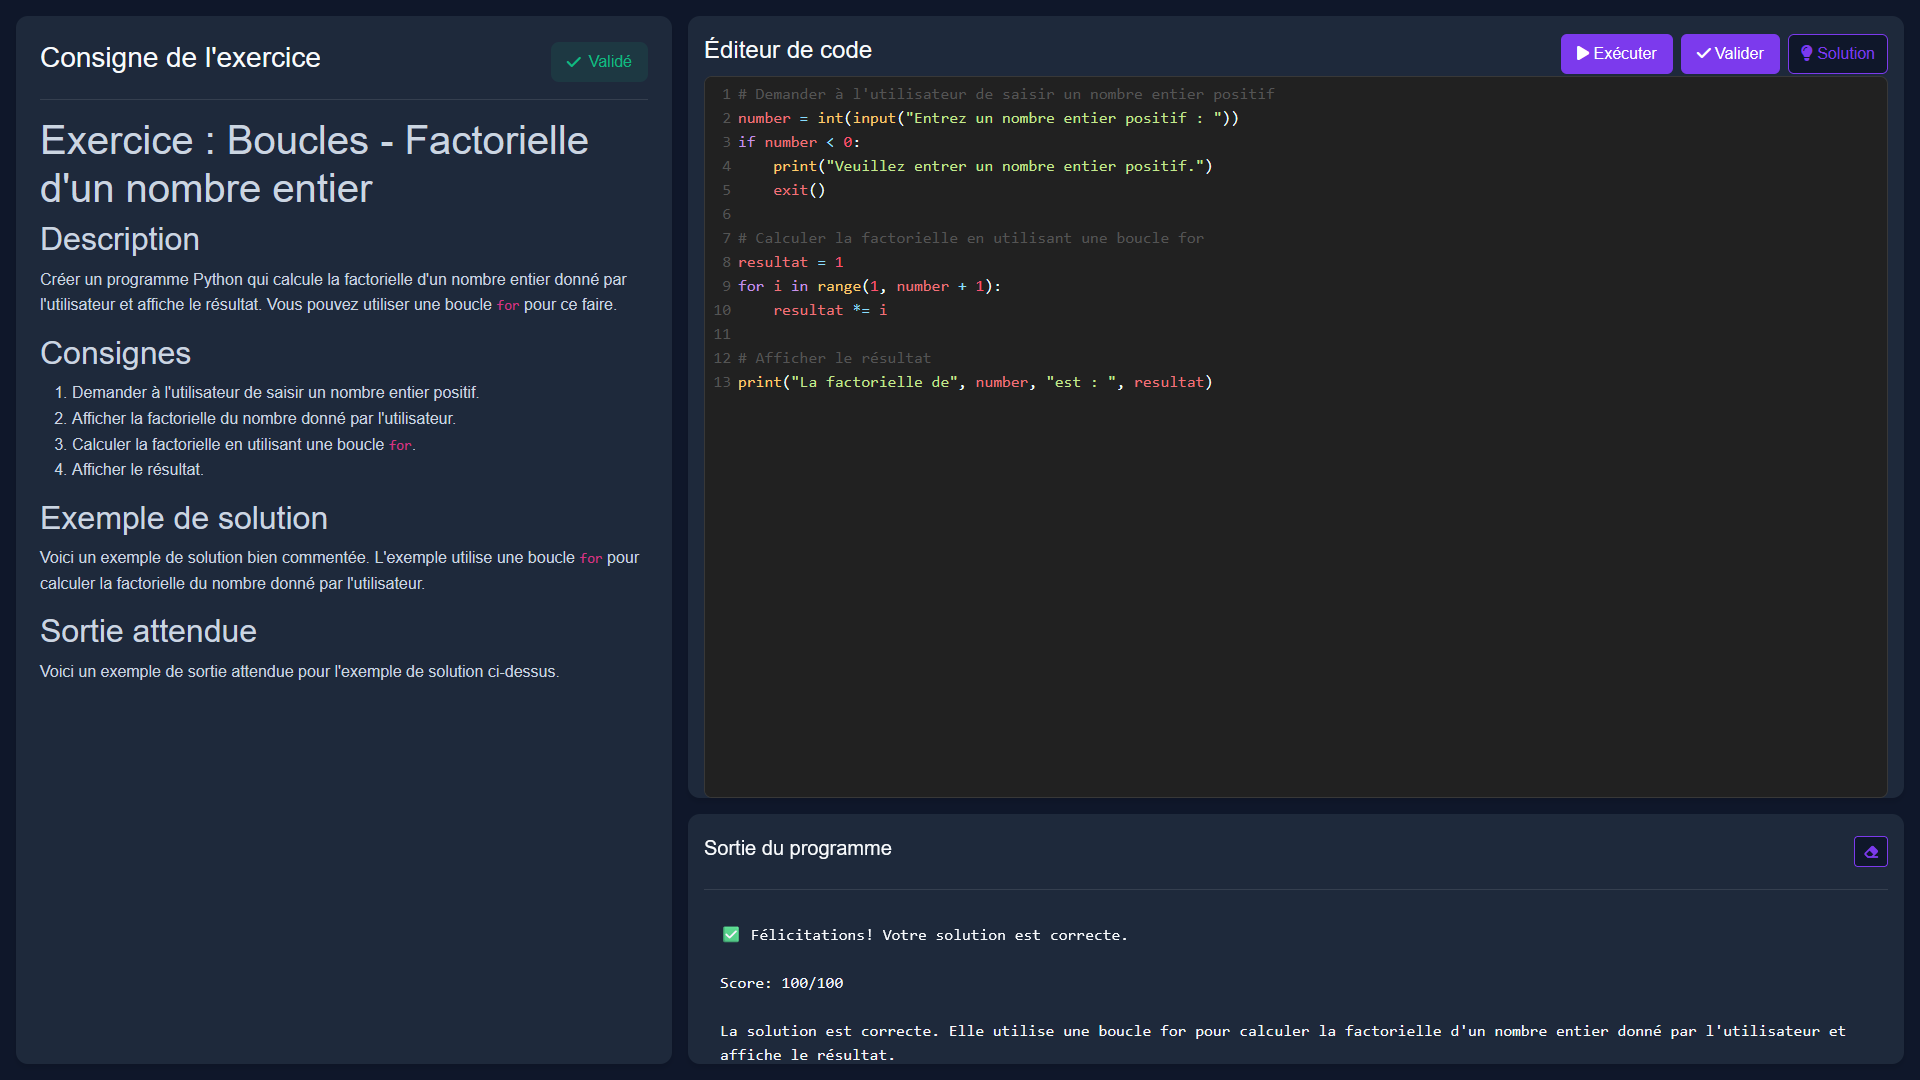 Consigne de l'exercice
Validé
Exercice : Boucles - Factorielle
d'un nombre entier
Description
Créer un programme Python qui calcule la factorielle d'un nombre entier donné par
l'utilisateur et affiche le résultat. Vous pouvez utiliser une boucle for pour ce faire.
Consignes
1. Demander à l'utilisateur de saisir un nombre entier positif.
2. Afficher la factorielle du nombre donné par l'utilisateur.
3. Calculer la factorielle en utilisant une boucle for.
4. Afficher le résultat.
Exemple de solution
Voici un exemple de solution bien commentée. L'exemple utilise une boucle for pour
calculer la factorielle du nombre donné par l'utilisateur.
Sortie attendue
Voici un exemple de sortie attendue pour l'exemple de solution ci-dessus.
Éditeur de code
Exécuter
Valider
Solution
1 # Demander à l'utilisateur de saisir un nombre entier positif
2 number = int(input("Entrez un nombre entier positif : "))
3 if number < 0:
4     print("Veuillez entrer un nombre entier positif.")
5     exit()
6
7 # Calculer la factorielle en utilisant une boucle for
8 resultat = 1
9 for i in range(1, number + 1):
10     resultat *= i
11
12 # Afficher le résultat
13 print("La factorielle de", number, "est : ", resultat)
Sortie du programme
✅ Félicitations! Votre solution est correcte.
Score: 100/100
La solution est correcte. Elle utilise une boucle for pour calculer la factorielle d'un nombre entier donné par l'utilisateur et
affiche le résultat.